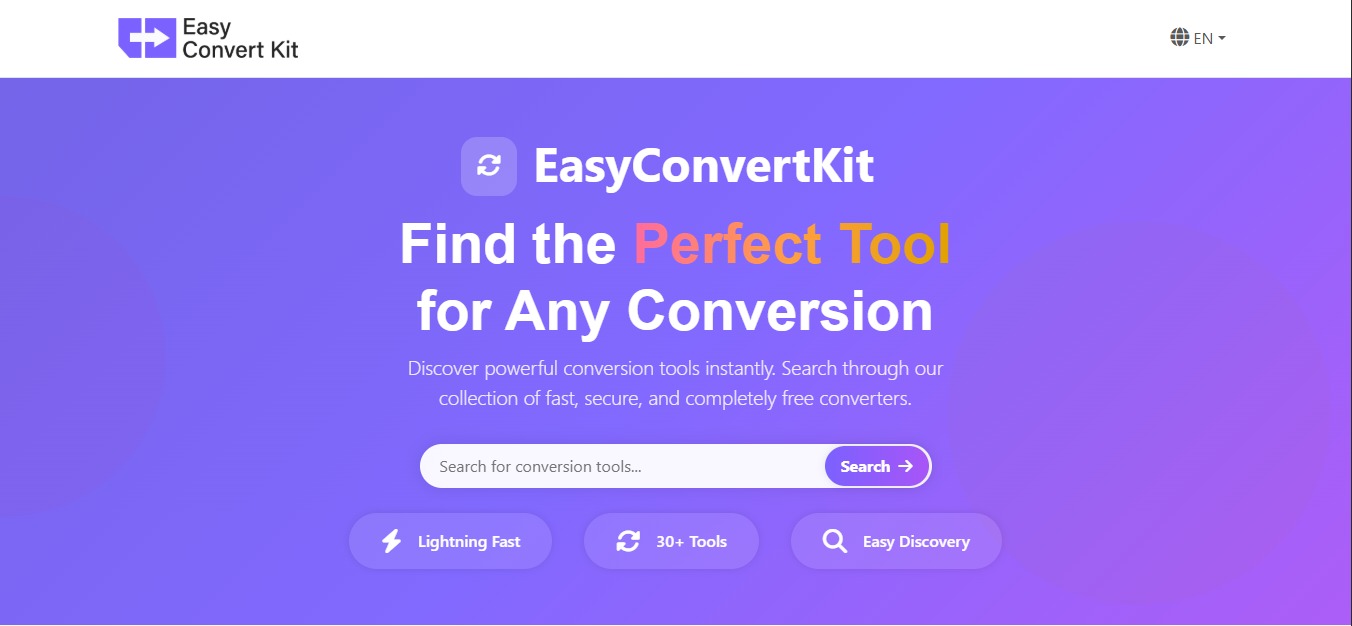 Easy
Convert Kit
EN
EasyConvertKit
Find the Perfect Tool
for Any Conversion
Discover powerful conversion tools instantly. Search through our
collection of fast, secure, and completely free converters.
Search for conversion tools...
Search
Lightning Fast
30+ Tools
Easy Discovery